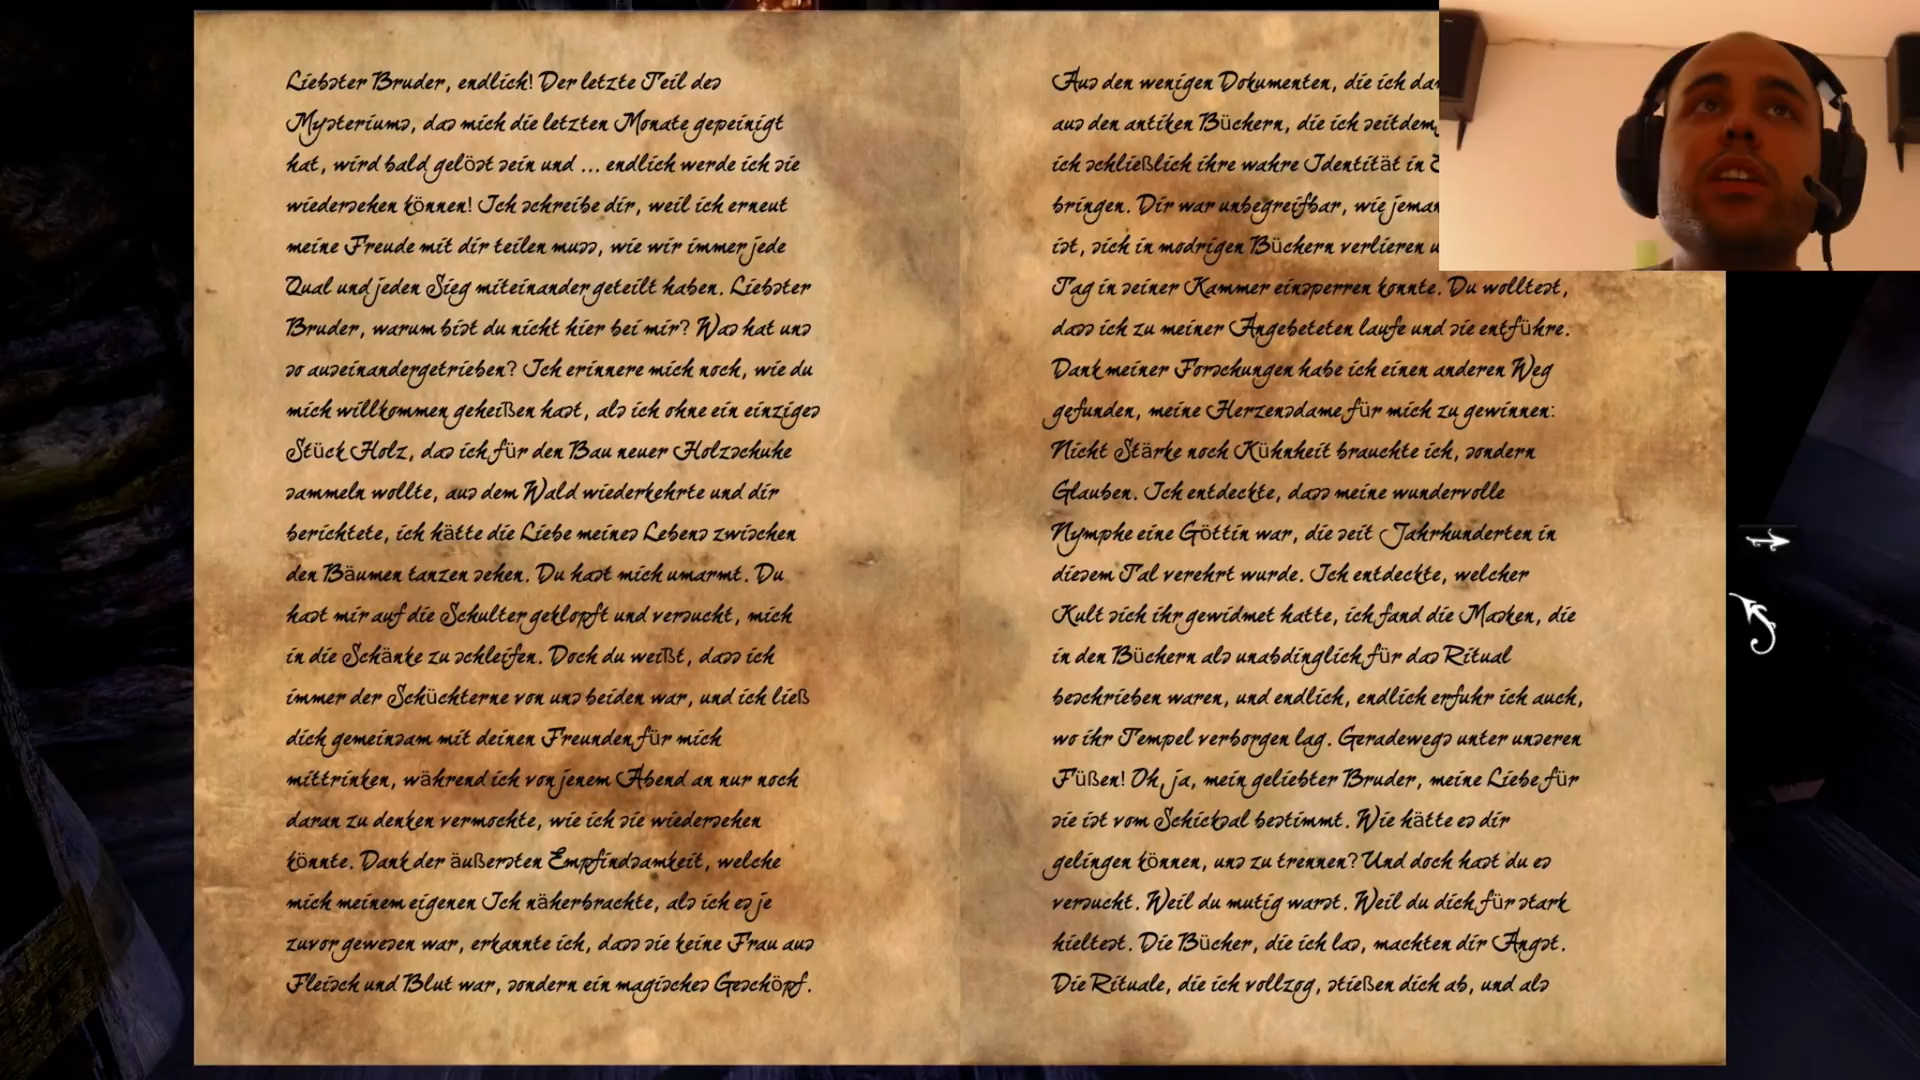 Liebster Bruder, endlich! Der letzte Teil des
Mysteriums, das mich die letzten Monate gepeinigt
hat, wird bald gelöst sein und ... endlich werde ich sie
wiedersehen können! Ich schreibe dir, weil ich erneut
meine Freude mit dir teilen muss, wie wir immer jede
Qual und jeden Sieg miteinander geteilt haben. Liebster
Bruder, warum bist du nicht hier bei mir? Was hat uns
so auseinandergetrieben? Ich erinnere mich noch, wie du
mich willkommen geheißen hast, als ich ohne ein einziges
Stück Holz, das ich für den Bau neuer Holzschuhe
sammeln wollte, aus dem Wald wiederkehrte und dir
berichtete, ich hätte die Liebe meines Lebens zwischen
den Bäumen tanzen sehen. Du hast mich umarmt. Du
hast mir auf die Schulter geklopft und versucht, mich
in die Schänke zu schleifen. Doch du weißt, dass ich
immer der Schüchterne von uns beiden war, und ich ließ
dich gemeinsam mit deinen Freunden für mich
mittrinken, während ich von jenem Abend an nur noch
daran zu denken vermochte, wie ich sie wiedersehen
könnte. Dank der äußersten Empfindsamkeit, welche
mich meinem eigenen Ich näherbrachte, als ich es je
zuvor gewesen war, erkannte ich, dass sie keine Frau aus
Fleisch und Blut war, sondern ein magisches Geschöpf.
Aus den wenigen Dokumenten, die ich
aus den antiken Büchern, die ich seitdem
ich schließlich ihre wahre Identität in
bringen. Dir war unbegreifbar, wie
ist, sich in modrigen Büchern verlieren
Tag in seiner Kammer einsperren konnte. Du wolltest,
dass ich zu meiner Angebeteten laufe und sie entführe.
Dank meiner Forschungen habe ich einen anderen Weg
gefunden, meine Herzensdame für mich zu gewinnen:
Nicht Stärke noch Kühnheit brauchte ich, sondern
Glauben. Ich entdeckte, dass meine wundervolle
Nymphe eine Göttin war, die seit Jahrhunderten in
diesem Tal verehrt wurde. Ich entdeckte, welcher
Kult sich ihr gewidmet hatte, ich fand die Masken, die
in den Büchern als unabdinglich für das Ritual
beschrieben waren, und endlich, endlich erfuhr ich auch,
wo ihr Tempel verborgen lag. Geradewegs unter unseren
Füßen! Oh, ja, mein geliebter Bruder, meine Liebe für
sie ist vom Schicksal bestimmt. Wie hätte es dir
gelingen können, uns zu trennen? Und doch hast du es
versucht. Weil du mutig warst. Weil du dich für stark
hieltest. Die Bücher, die ich las, machten dir Angst.
Die Rituale, die ich vollzog, stießen dich ab, und als